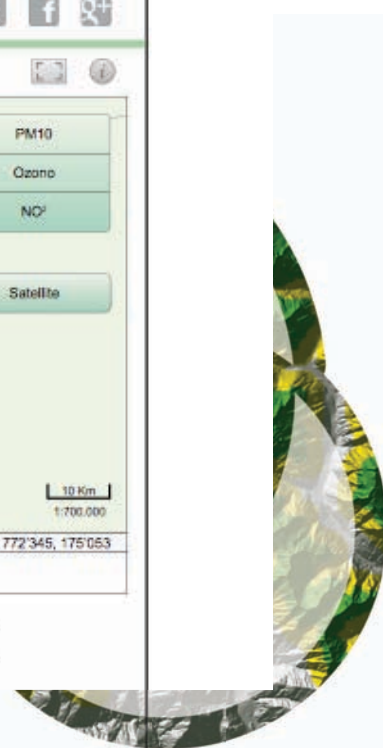 f g+
i
PM10
Ozono
NO²
Satellite
10 Km
1:700.000
772'345, 175'053